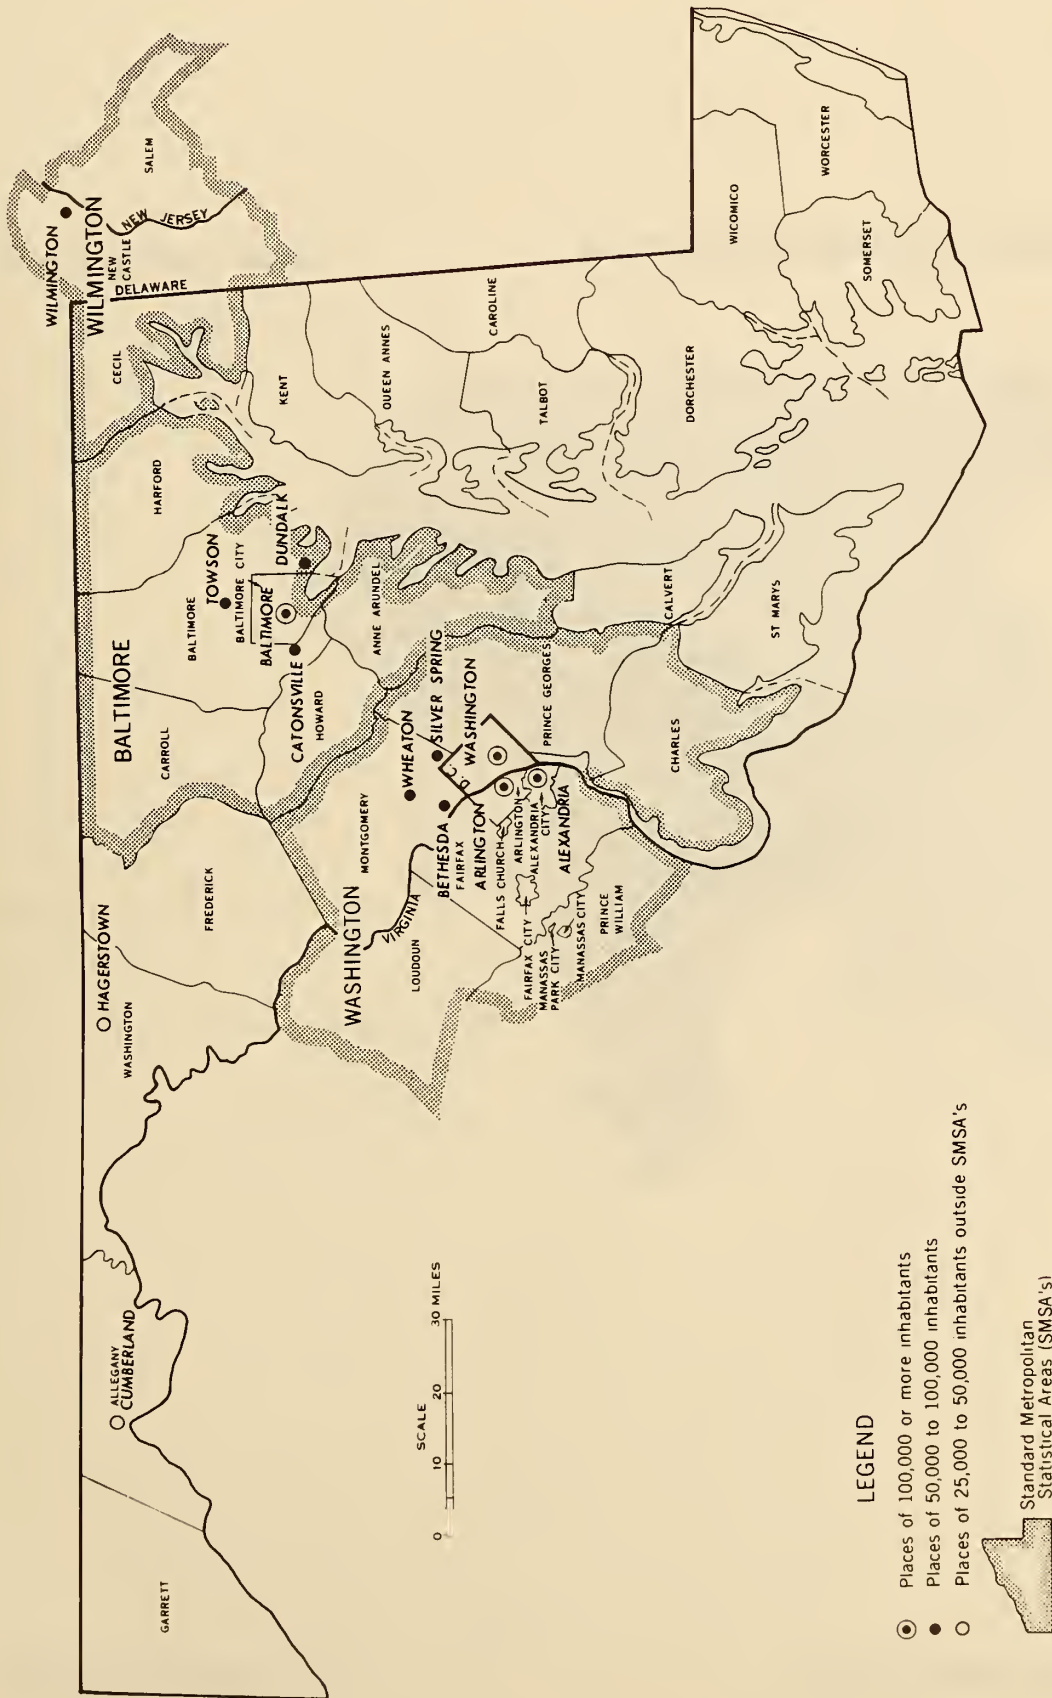 GARRETT
ALLEGANY
CUMBERLAND
HAGERSTOWN
WASHINGTON
FREDERICK
CARROLL
BALTIMORE
BALTIMORE
TOWSON
BALTIMORE CITY
BALTIMORE
DUNDALK
CATONSVILLE
HOWARD
HARFORD
CECIL
WILMINGTON
WILMINGTON
NEW
CASTLE
DELAWARE
NEW JERSEY
SALEM
KENT
QUEEN ANNES
CAROLINE
TALBOT
DORCHESTER
WICOMICO
WORCESTER
SOMERSET
ANNE ARUNDEL
CALVERT
ST MARYS
CHARLES
PRINCE GEORGES
MONTGOMERY
WHEATON
SILVER SPRING
WASHINGTON
D. C.
BETHESDA
WASHINGTON
VIRGINIA
LOUDOUN
FAIRFAX
ARLINGTON
FALLS CHURCH
ARLINGTON
ALEXANDRIA
CITY
ALEXANDRIA
FAIRFAX CITY
MANASSAS
PARK CITY
MANASSAS CITY
PRINCE
WILLIAM
SCALE
0 10 20 30 MILES
LEGEND
Places of 100,000 or more inhabitants
Places of 50,000 to 100,000 inhabitants
Places of 25,000 to 50,000 inhabitants outside SMSA's
Standard Metropolitan
Statistical Areas (SMSA's)